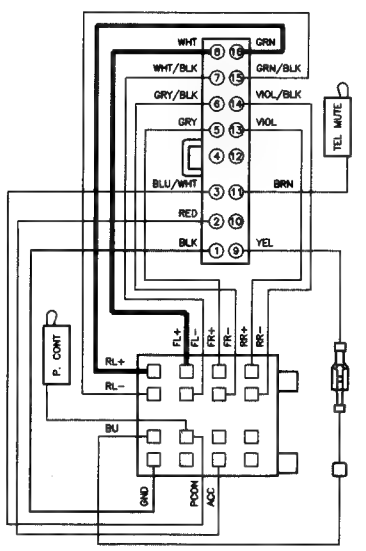 WHT 8 16 GRN
WHT/BLK 7 15 GRN/BLK
GRY/BLK 6 14 VIOL/BLK
GRY 5 13 VIOL
4 12
BLU/WHT 3 11 BRN
RED 2 10
BLK 1 9 YEL
TEL MUTE
P. CONT
FL+ FL- FR+ FR- RR+ RR-
RL+
RL-
BU
GND PCON ACC